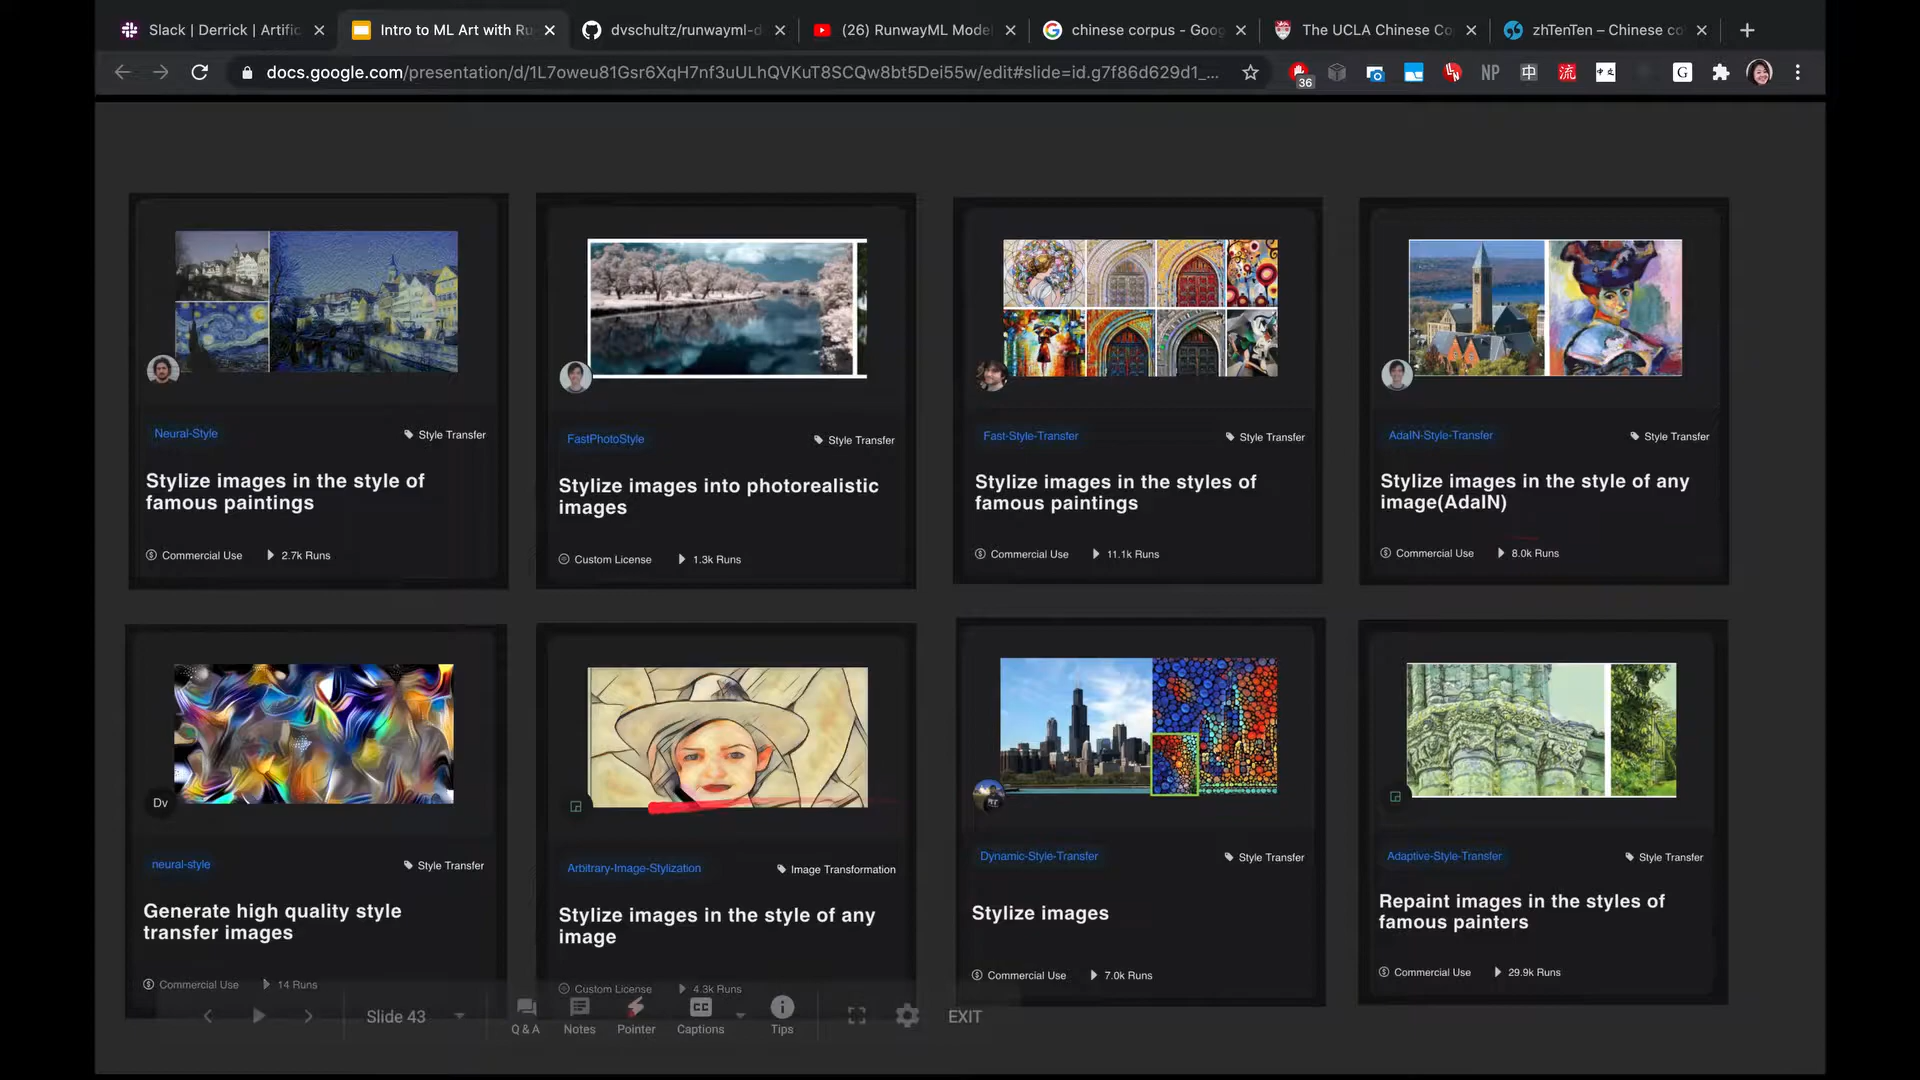 Slack | Derrick | Artific
Intro to ML Art with Ru
dvschultz/runwayml-d
(26) RunwayML Model
chinese corpus - Goog
The UCLA Chinese Co
zhTenTen – Chinese co
docs.google.com/presentation/d/1L7oweu81Gsr6XqH7nf3uULhQVKuT8SCQw8bt5Dei55w/edit#slide=id.g7f86d629d1_...
36
NP
中
流
G
Neural-Style
Style Transfer
Stylize images in the style of
famous paintings
Commercial Use
2.7k Runs
FastPhotoStyle
Style Transfer
Stylize images into photorealistic
images
Custom License
1.3k Runs
Fast-Style-Transfer
Style Transfer
Stylize images in the styles of
famous paintings
Commercial Use
11.1k Runs
AdaIN-Style-Transfer
Style Transfer
Stylize images in the style of any
image(AdaIN)
Commercial Use
8.0k Runs
Dv
neural-style
Style Transfer
Generate high quality style
transfer images
Commercial Use
14 Runs
Arbitrary-Image-Stylization
Image Transformation
Stylize images in the style of any
image
Custom License
4.3k Runs
Dynamic-Style-Transfer
Style Transfer
Stylize images
Commercial Use
7.0k Runs
Adaptive-Style-Transfer
Style Transfer
Repaint images in the styles of
famous painters
Commercial Use
29.9k Runs
Slide 43
Q & A
Notes
Pointer
CC
Captions
Tips
EXIT